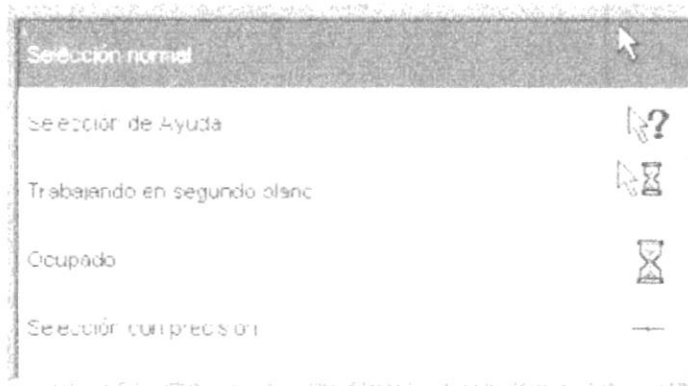 Selección normal
Selección de Ayuda
Trabajando en segundo plano
Ocupado
Selección con precisión